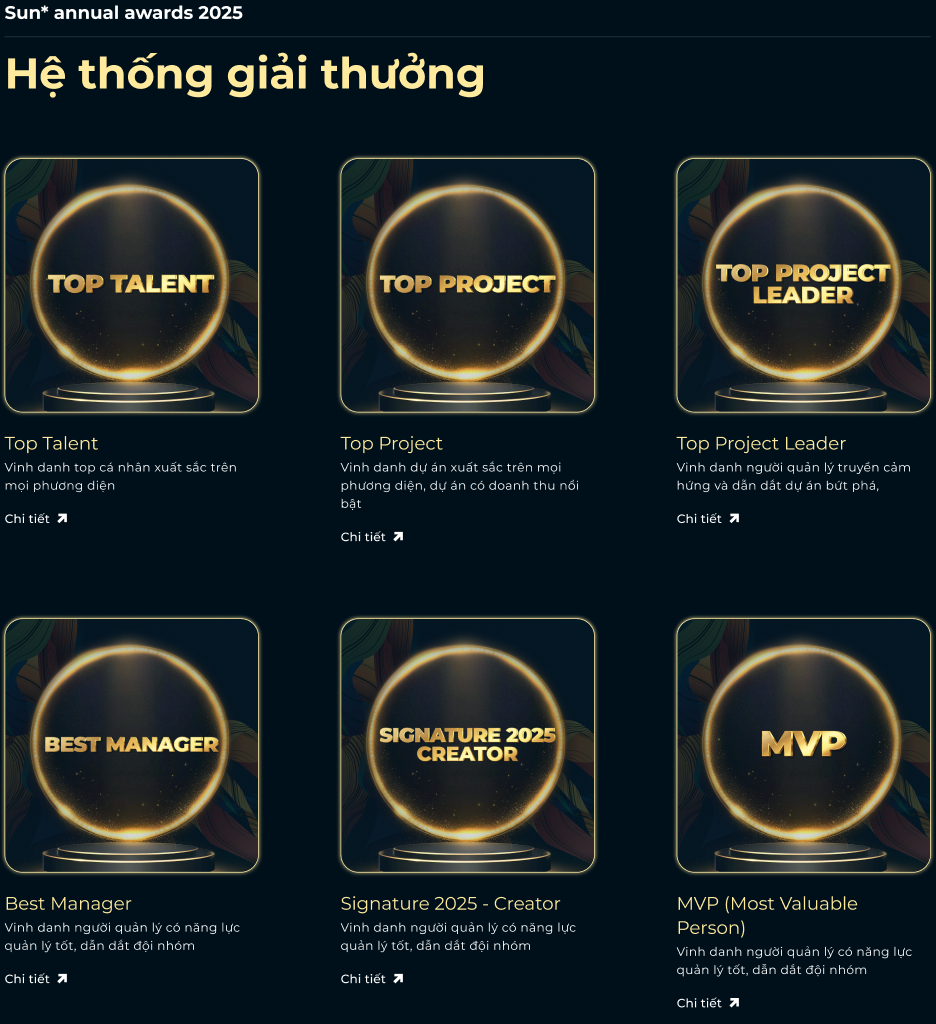 Sun* annual awards 2025
Hệ thống giải thưởng
TOP TALENT
TOP PROJECT
TOP PROJECT
LEADER
Top Talent
Vinh danh top cá nhân xuất sắc trên
mọi phương diện
Chi tiết
Top Project
Vinh danh dự án xuất sắc trên mọi
phương diện, dự án có doanh thu nổi
bật
Chi tiết
Top Project Leader
Vinh danh người quản lý truyền cảm
hứng và dẫn dắt dự án bứt phá,
Chi tiết
BEST MANAGER
SIGNATURE 2025
CREATOR
MVP
Best Manager
Vinh danh người quản lý có năng lực
quản lý tốt, dẫn dắt đội nhóm
Chi tiết
Signature 2025 - Creator
Vinh danh người quản lý có năng lực
quản lý tốt, dẫn dắt đội nhóm
Chi tiết
MVP (Most Valuable
Person)
Vinh danh người quản lý có năng lực
quản lý tốt, dẫn dắt đội nhóm
Chi tiết